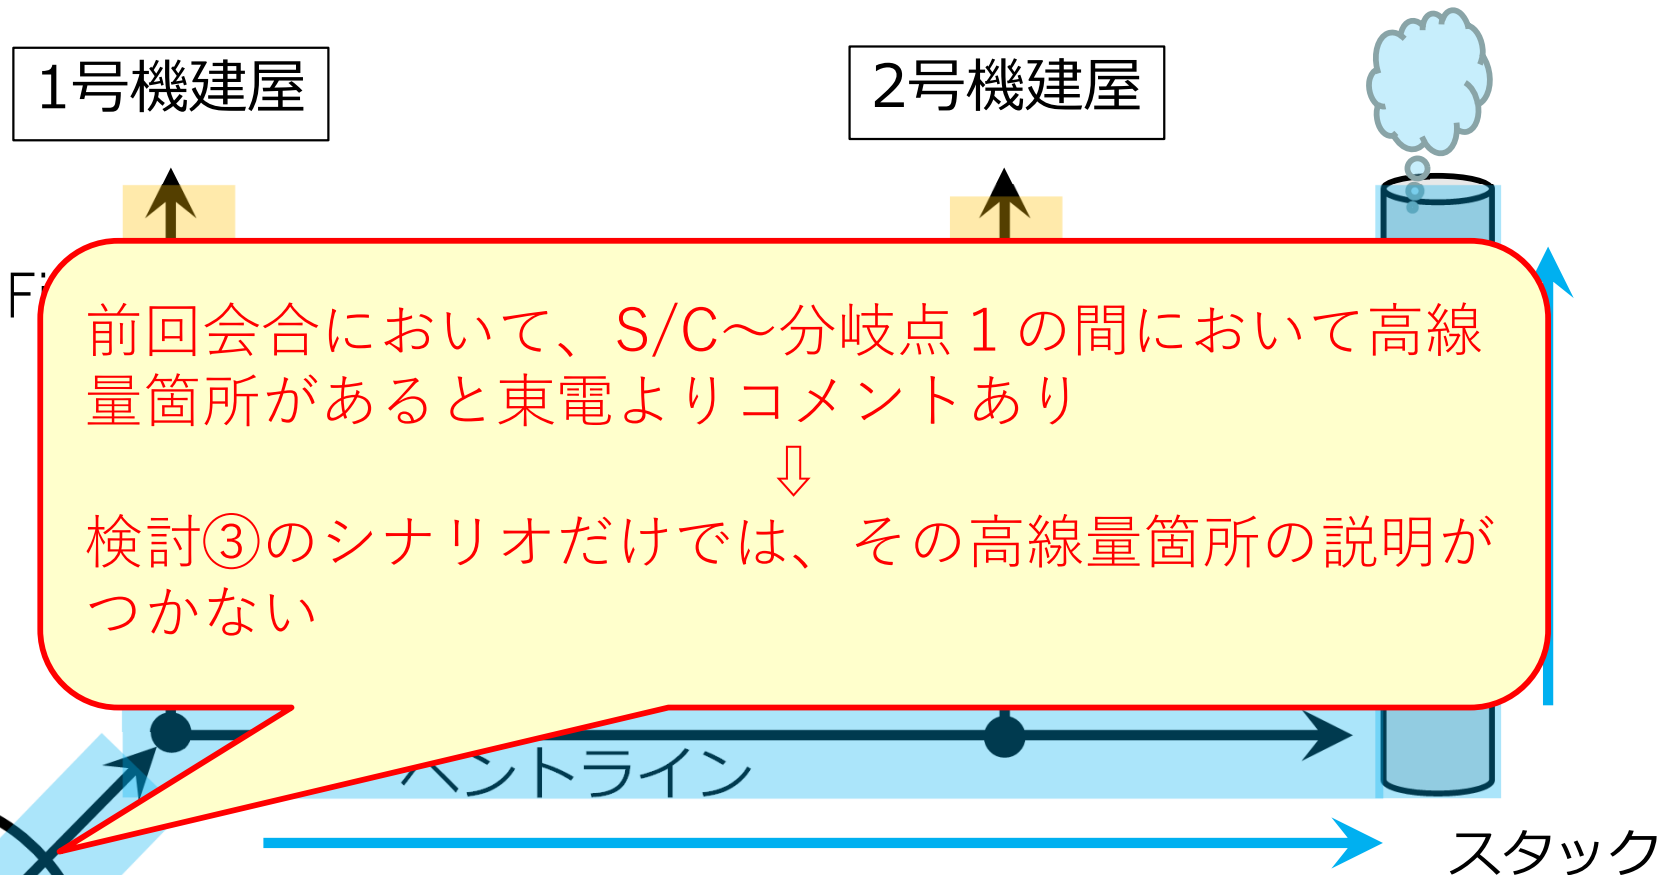 1号機建屋
2号機建屋
前回会合において、S/C～分岐点１の間において高線
量箇所があると東電よりコメントあり
⇩
検討③のシナリオだけでは、その高線量箇所の説明が
つかない
ベントライン
スタック